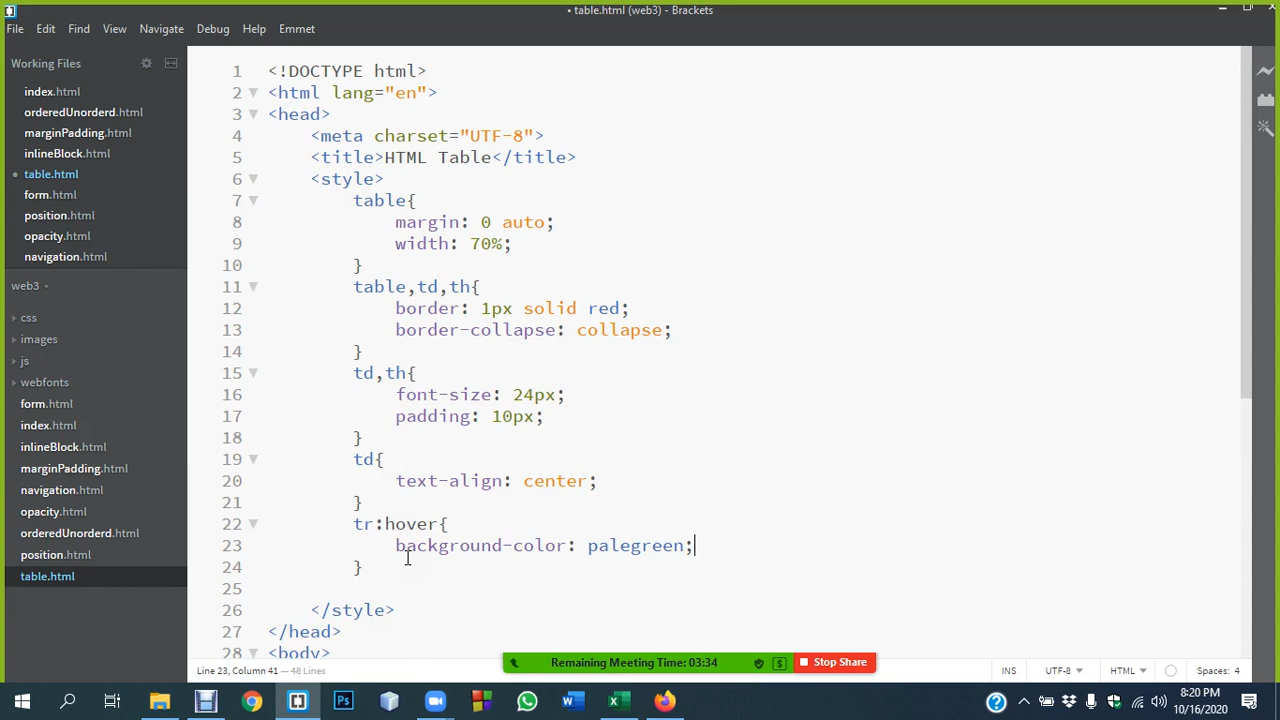 • table.html (web3) - Brackets
File Edit Find View Navigate Debug Help Emmet
Working Files
index.html
orderedUnorderd.html
marginPadding.html
inlineBlock.html
• table.html
form.html
position.html
opacity.html
navigation.html
web3
css
images
js
webfonts
form.html
index.html
inlineBlock.html
marginPadding.html
navigation.html
opacity.html
orderedUnorderd.html
position.html
table.html
1 <!DOCTYPE html>
2 <html lang="en">
3 <head>
4 <meta charset="UTF-8">
5 <title>HTML Table</title>
6 <style>
7 table{
8 margin: 0 auto;
9 width: 70%;
10 }
11 table,td,th{
12 border: 1px solid red;
13 border-collapse: collapse;
14 }
15 td,th{
16 font-size: 24px;
17 padding: 10px;
18 }
19 td{
20 text-align: center;
21 }
22 tr:hover{
23 background-color: palegreen;
24 }
25
26 </style>
27 </head>
28 <body>
Line 23, Column 41 — 48 Lines
Remaining Meeting Time: 03:34
Stop Share
INS UTF-8 HTML Spaces: 4
8:20 PM
10/16/2020